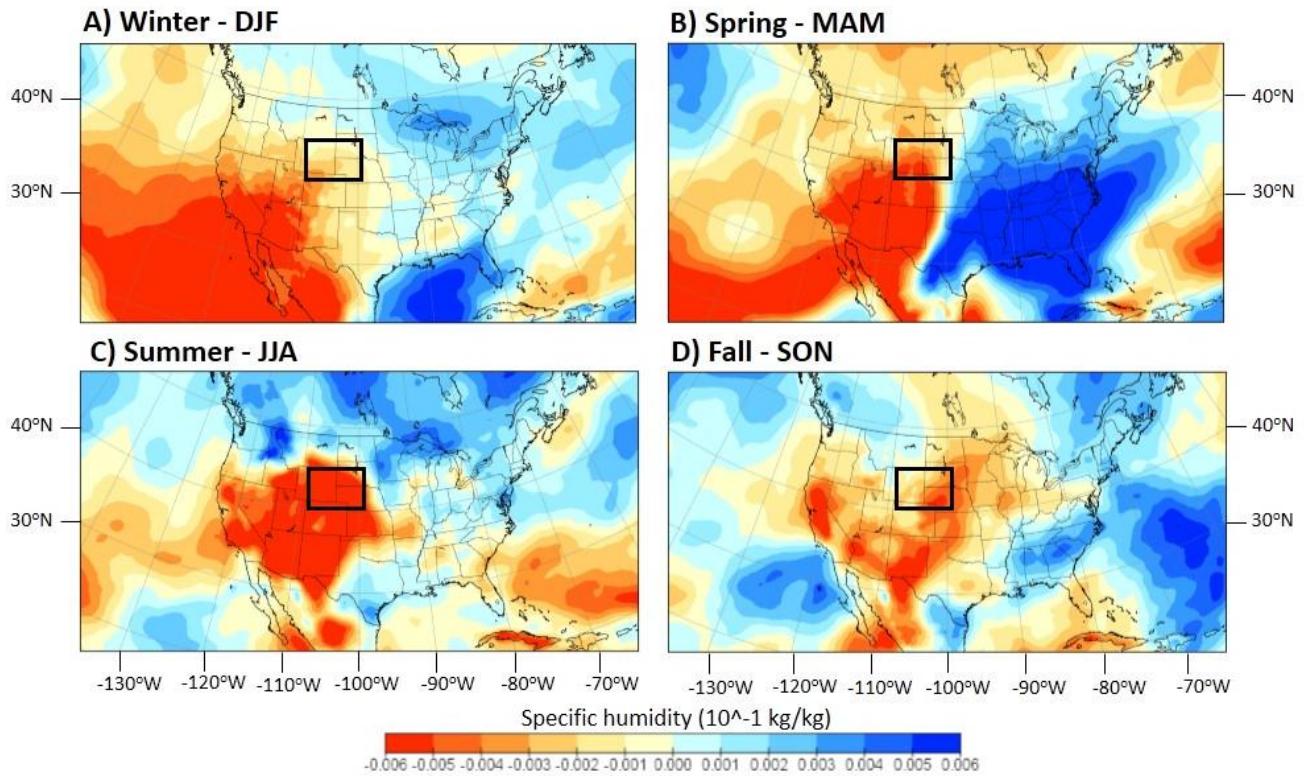 A) Winter - DJF
B) Spring - MAM
40°N
40°N
30°N
30°N
C) Summer - JJA
D) Fall - SON
40°N
40°N
30°N
30°N
-130°W -120°W -110°W -100°W -90°W -80°W -70°W
-130°W -120°W -110°W -100°W -90°W -80°W -70°W
Specific humidity (10^-1 kg/kg)
-0.006 -0.005 -0.004 -0.003 -0.002 -0.001 0.000 0.001 0.002 0.003 0.004 0.005 0.006